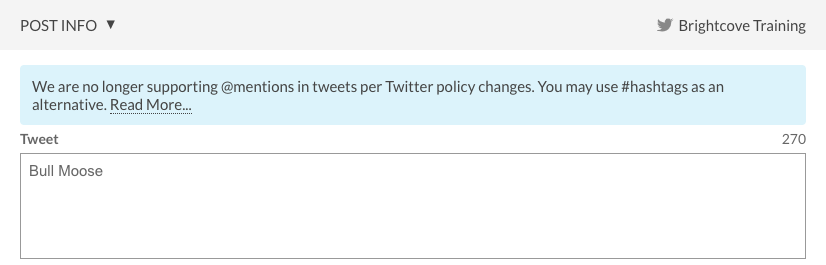 POST INFO ▼ Brightcove Training
We are no longer supporting @mentions in tweets per Twitter policy changes. You may use #hashtags as an
alternative. Read More...
Tweet 270
Bull Moose